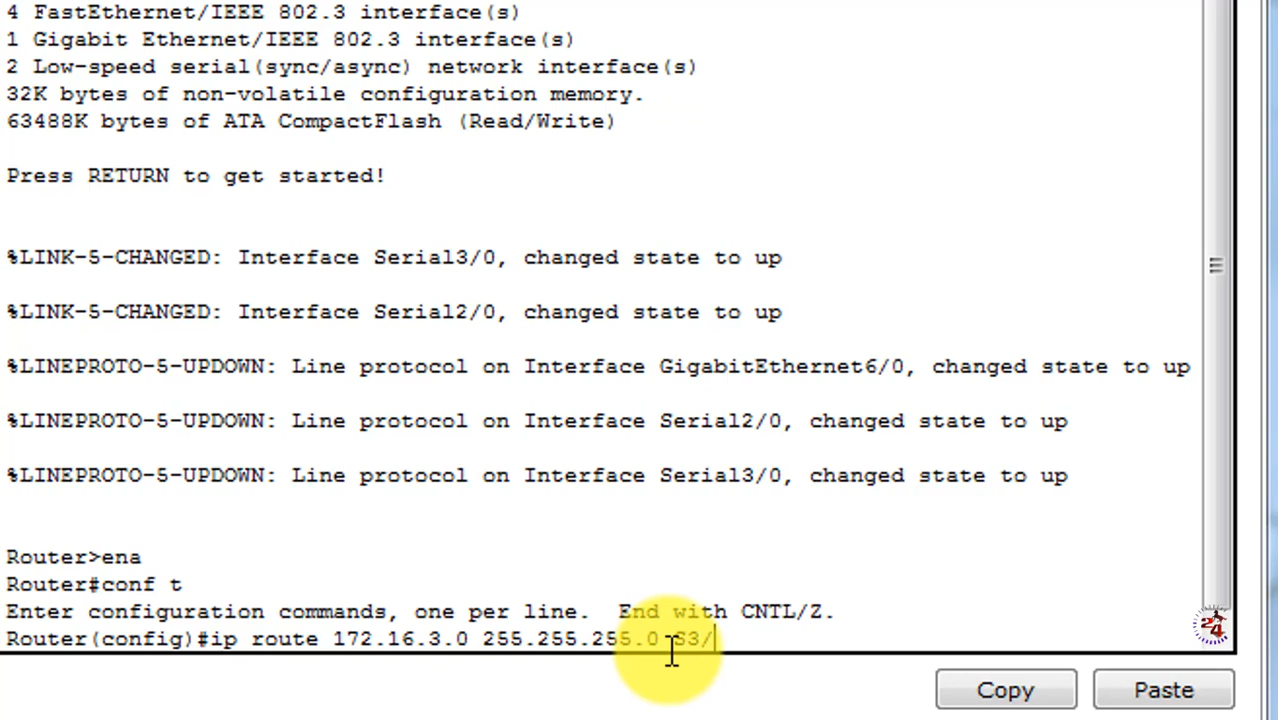 4 FastEthernet/IEEE 802.3 interface(s)
1 Gigabit Ethernet/IEEE 802.3 interface(s)
2 Low-speed serial(sync/async) network interface(s)
32K bytes of non-volatile configuration memory.
63488K bytes of ATA CompactFlash (Read/Write)
Press RETURN to get started!
%LINK-5-CHANGED: Interface Serial3/0, changed state to up
%LINK-5-CHANGED: Interface Serial2/0, changed state to up
%LINEPROTO-5-UPDOWN: Line protocol on Interface GigabitEthernet6/0, changed state to up
%LINEPROTO-5-UPDOWN: Line protocol on Interface Serial2/0, changed state to up
%LINEPROTO-5-UPDOWN: Line protocol on Interface Serial3/0, changed state to up
Router>ena
Router#conf t
Enter configuration commands, one per line.  End with CNTL/Z.
Router(config)#ip route 172.16.3.0 255.255.255.0 S3/
24
Copy
Paste